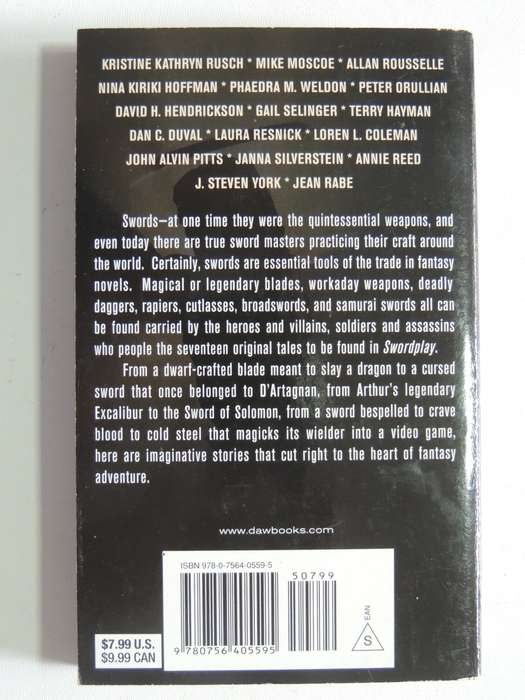 KRISTINE KATHRYN RUSCH * MIKE MOSCOE * ALLAN ROUSSELLE
NINA KIRIKI HOFFMAN * PHAEDRA M. WELDON * PETER ORULLIAN
DAVID H. HENDRICKSON * GAIL SELINGER * TERRY HAYMAN
DAN C. DUVAL * LAURA RESNICK * LOREN L. COLEMAN
JOHN ALVIN PITTS * JANNA SILVERSTEIN * ANNIE REED
J. STEVEN YORK * JEAN RABE
Swords—at one time they were the quintessential weapons, and
even today there are true sword masters practicing their craft around
the world. Certainly, swords are essential tools of the trade in fantasy
novels. Magical or legendary blades, workaday weapons, deadly
daggers, rapiers, cutlasses, broadswords, and samurai swords all can
be found carried by the heroes and villains, soldiers and assassins
who people the seventeen original tales to be found in Swordplay.
From a dwarf-crafted blade meant to slay a dragon to a cursed
sword that once belonged to D'Artagnan, from Arthur's legendary
Excalibur to the Sword of Solomon, from a sword bespelled to crave
blood to cold steel that magicks its wielder into a video game,
here are imaginative stories that cut right to the heart of fantasy
adventure.
www.dawbooks.com
ISBN 978-0-7564-0559-5
50799
EAN
S
$7.99 U.S.
$9.99 CAN
9 780756 405595